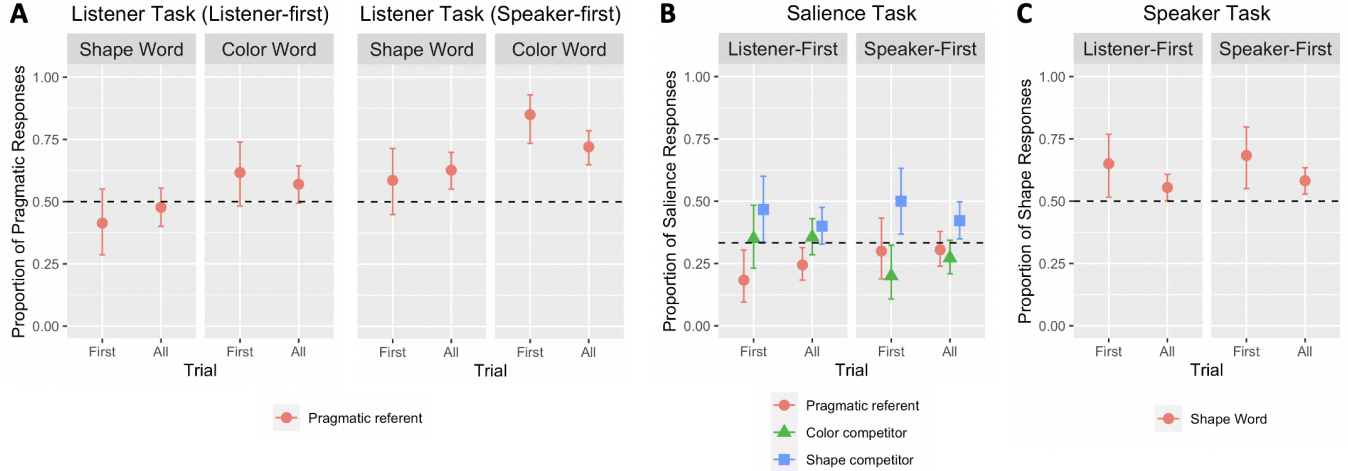 A
Listener Task (Listener-first)
Listener Task (Speaker-first)
Shape Word
Color Word
Shape Word
Color Word
Proportion of Pragmatic Responses
1.00
0.75
0.50
0.25
0.00
First
All
First
All
First
All
First
All
Trial
Trial
Pragmatic referent
B
Salience Task
Listener-First
Speaker-First
Proportion of Salience Responses
1.00
0.75
0.50
0.25
0.00
First
All
First
All
Trial
Pragmatic referent
Color competitor
Shape competitor
C
Speaker Task
Listener-First
Speaker-First
Proportion of Shape Responses
1.00
0.75
0.50
0.25
0.00
First
All
First
All
Trial
Shape Word